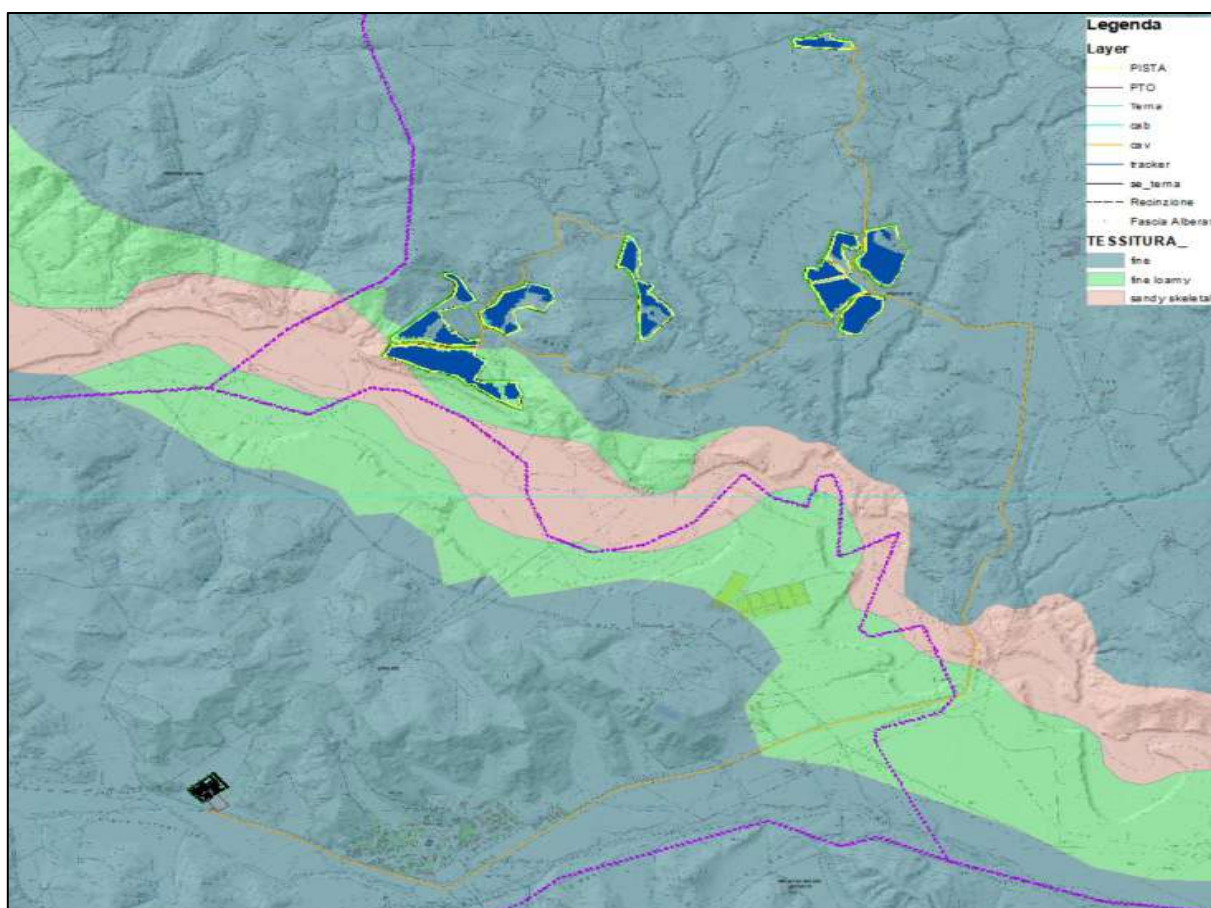 Legenda
Layer
PISTA
PTO
Terna
cab
cav
tracker
se_terna
Recinzione
Fascia Alberat
TESSITURA_
fine
fine loamy
sandy skeletal